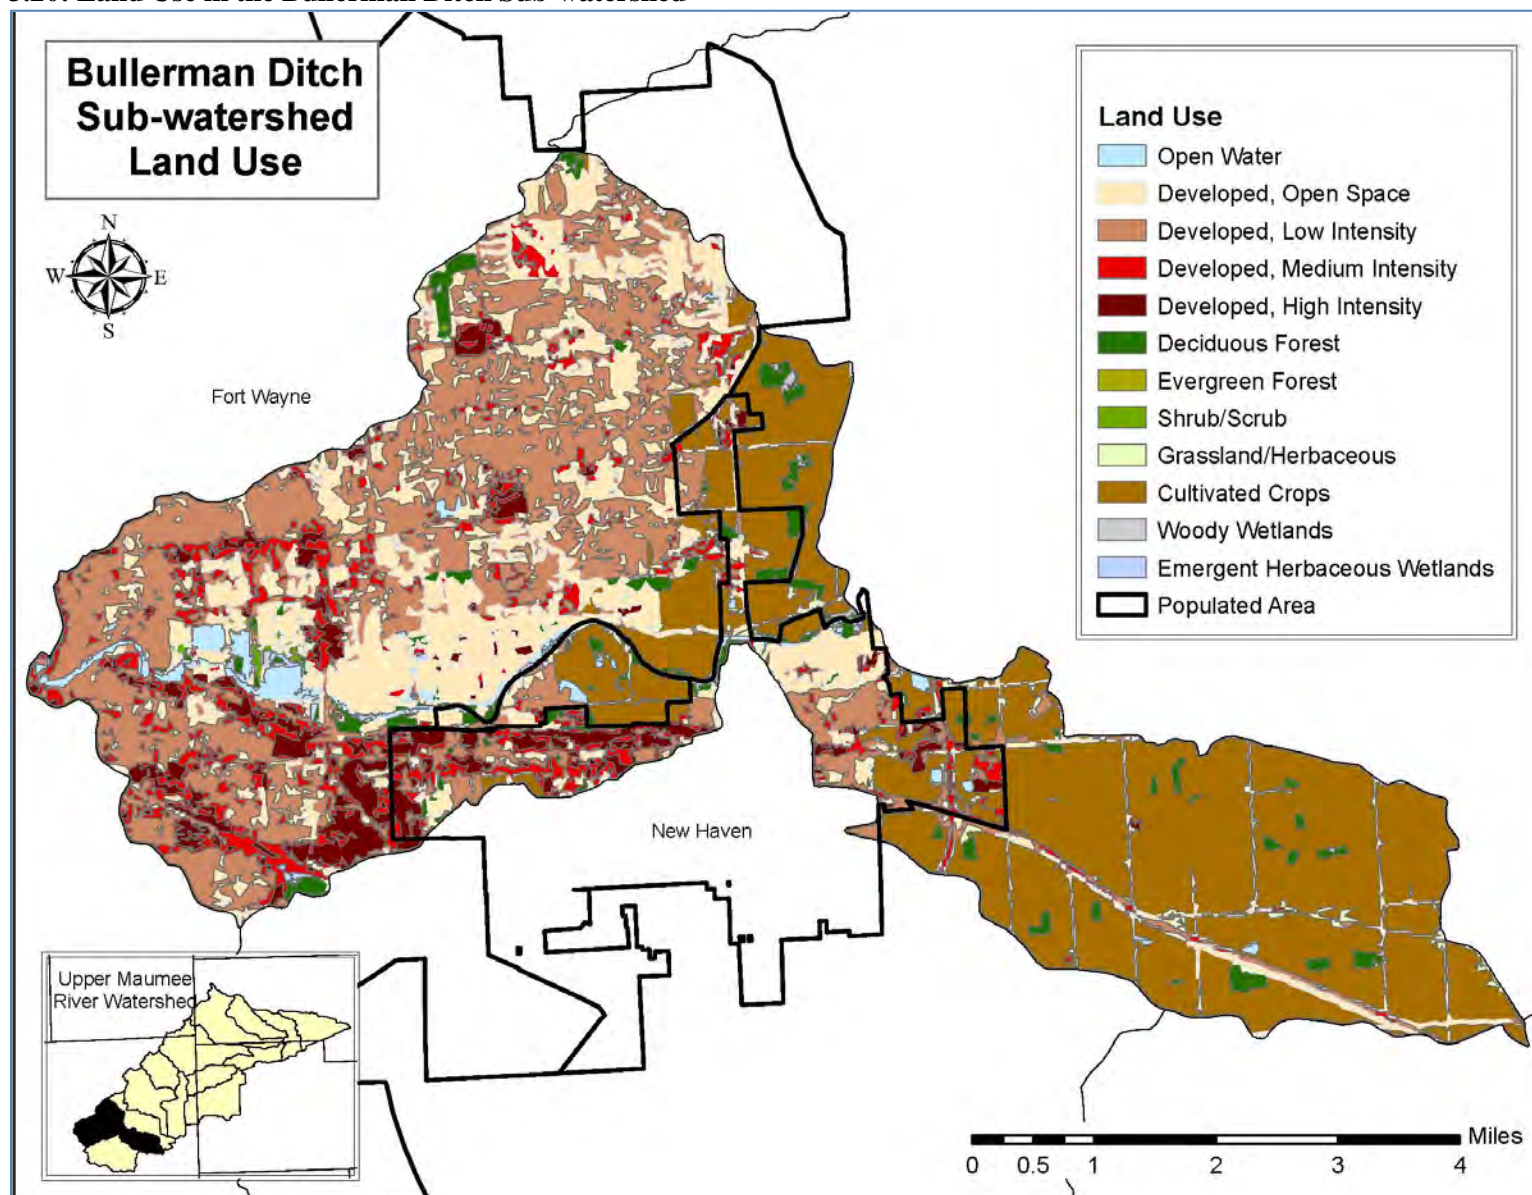 Bullerman Ditch
Sub-watershed
Land Use
N
W
E
S
Land Use
Open Water
Developed, Open Space
Developed, Low Intensity
Developed, Medium Intensity
Developed, High Intensity
Deciduous Forest
Evergreen Forest
Shrub/Scrub
Grassland/Herbaceous
Cultivated Crops
Woody Wetlands
Emergent Herbaceous Wetlands
Populated Area
Fort Wayne
New Haven
Upper Maumee
River Watershed
Miles
0 0.5 1 2 3 4